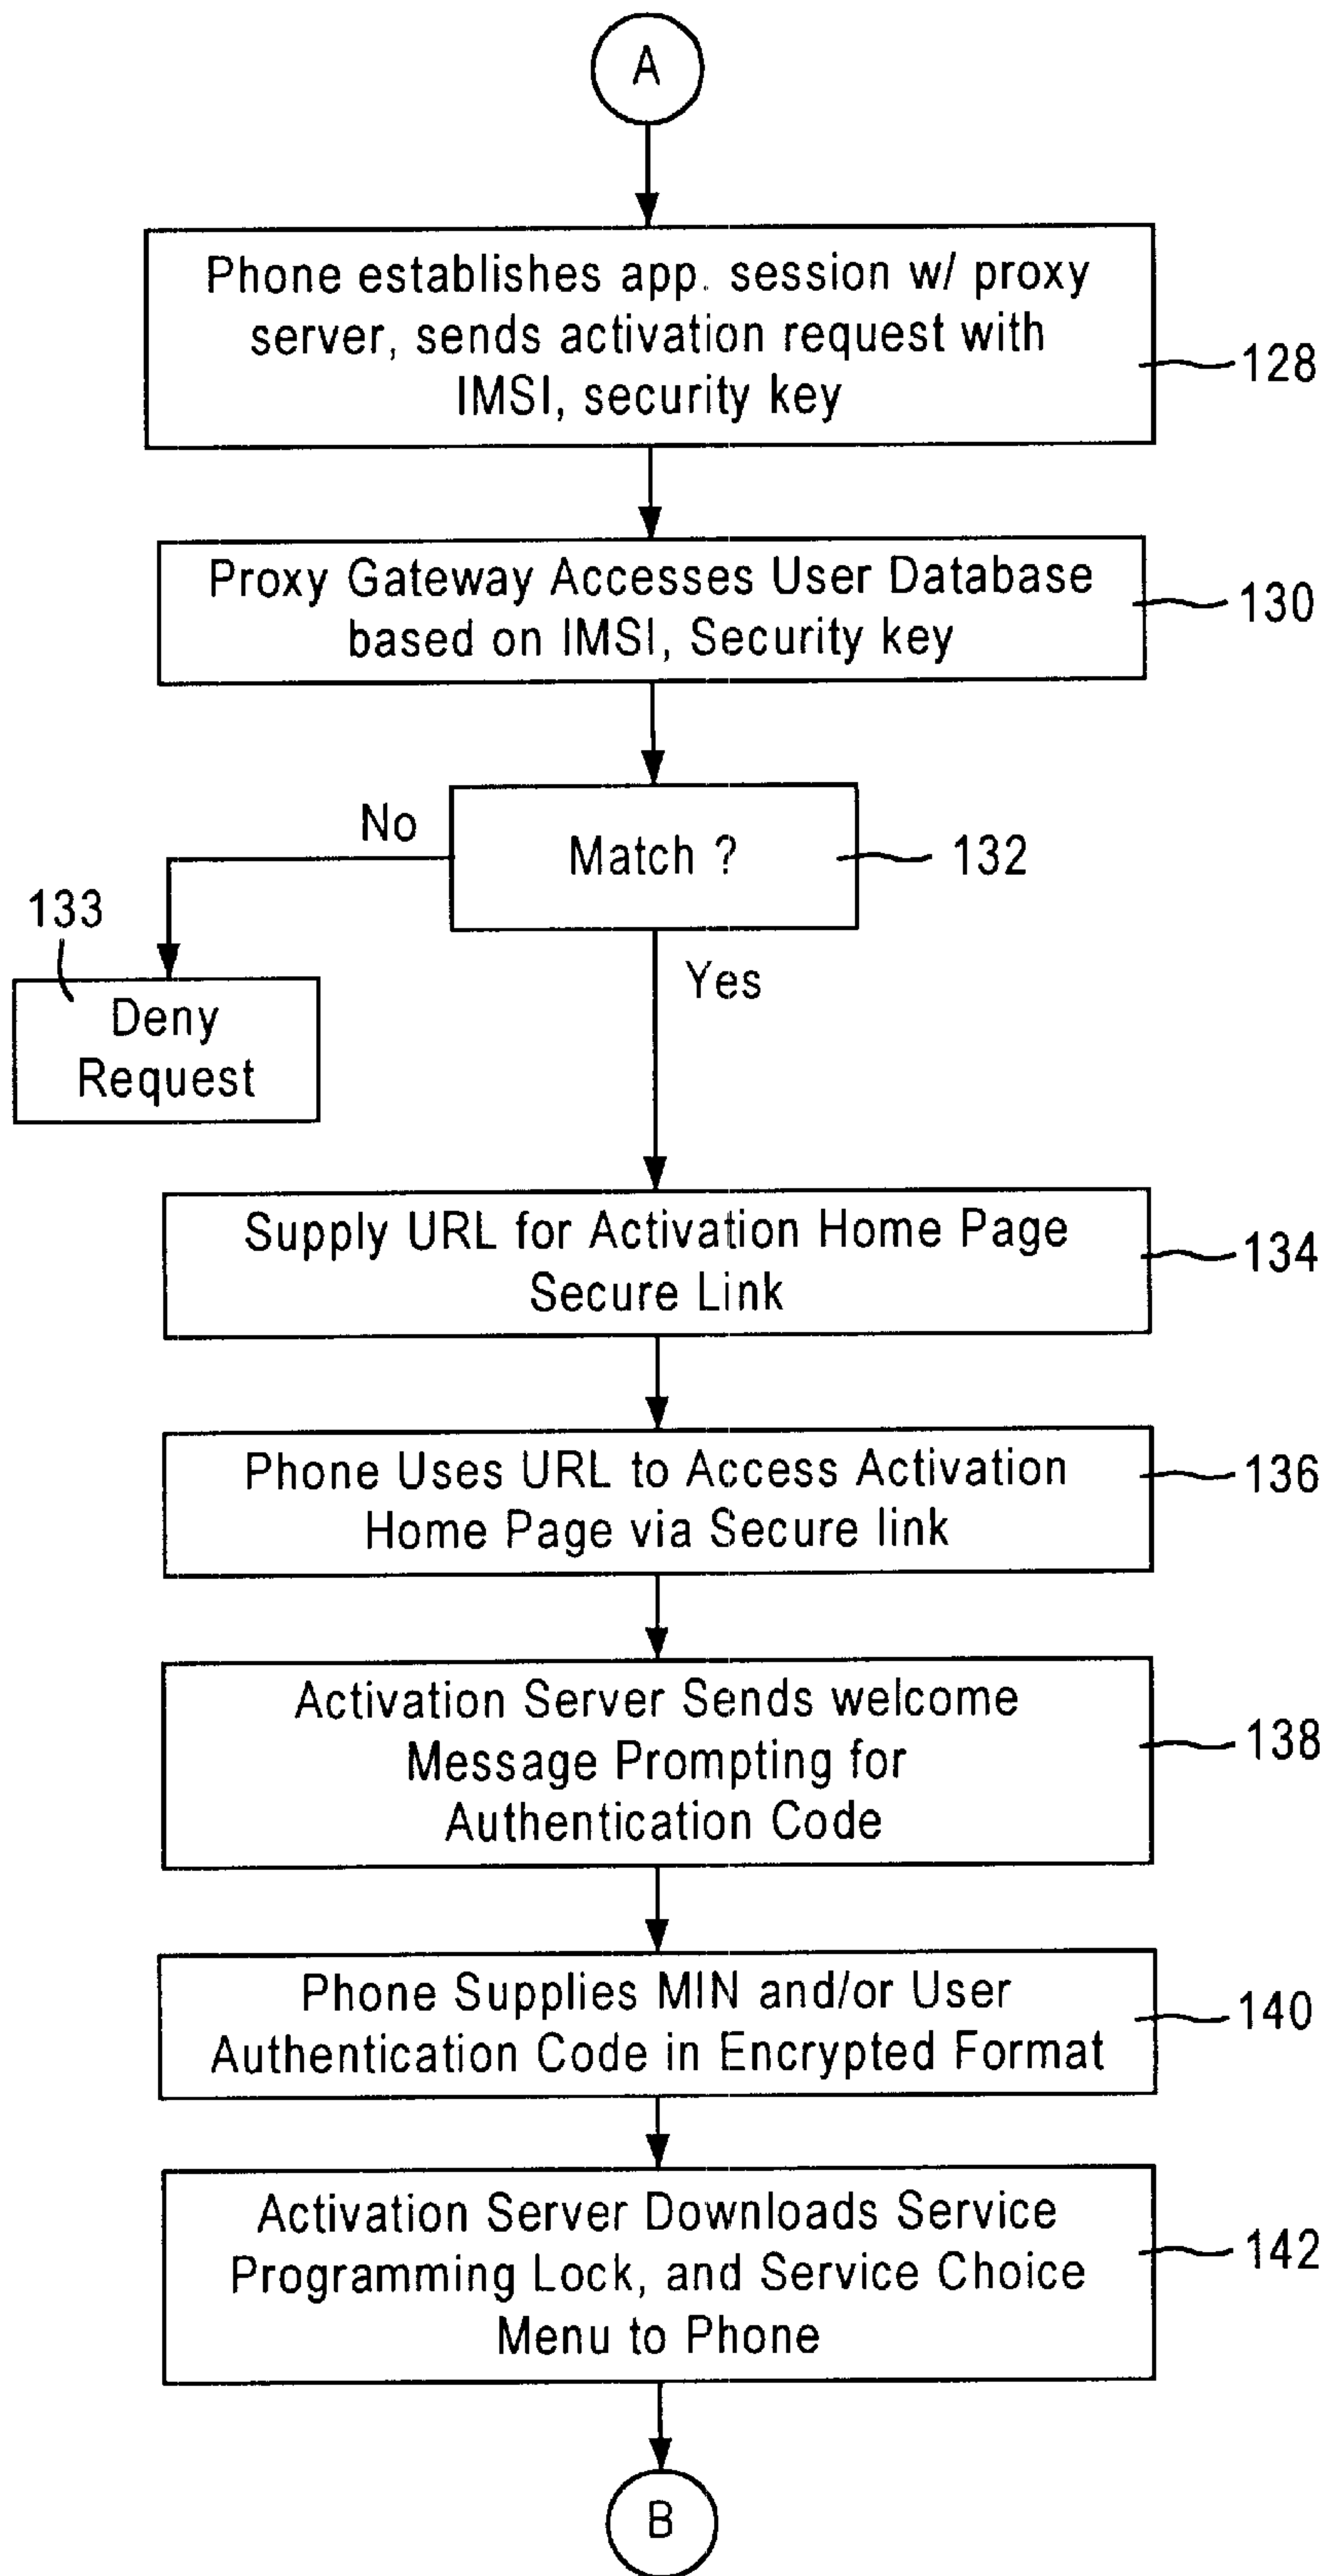 A
Phone establishes app. session w/ proxy
server, sends activation request with
IMSI, security key
128
Proxy Gateway Accesses User Database
based on IMSI, Security key
130
No
Match ?
132
133
Yes
Deny
Request
Supply URL for Activation Home Page
Secure Link
134
Phone Uses URL to Access Activation
Home Page via Secure link
136
Activation Server Sends welcome
Message Prompting for
Authentication Code
138
Phone Supplies MIN and/or User
Authentication Code in Encrypted Format
140
Activation Server Downloads Service
Programming Lock, and Service Choice
Menu to Phone
142
B